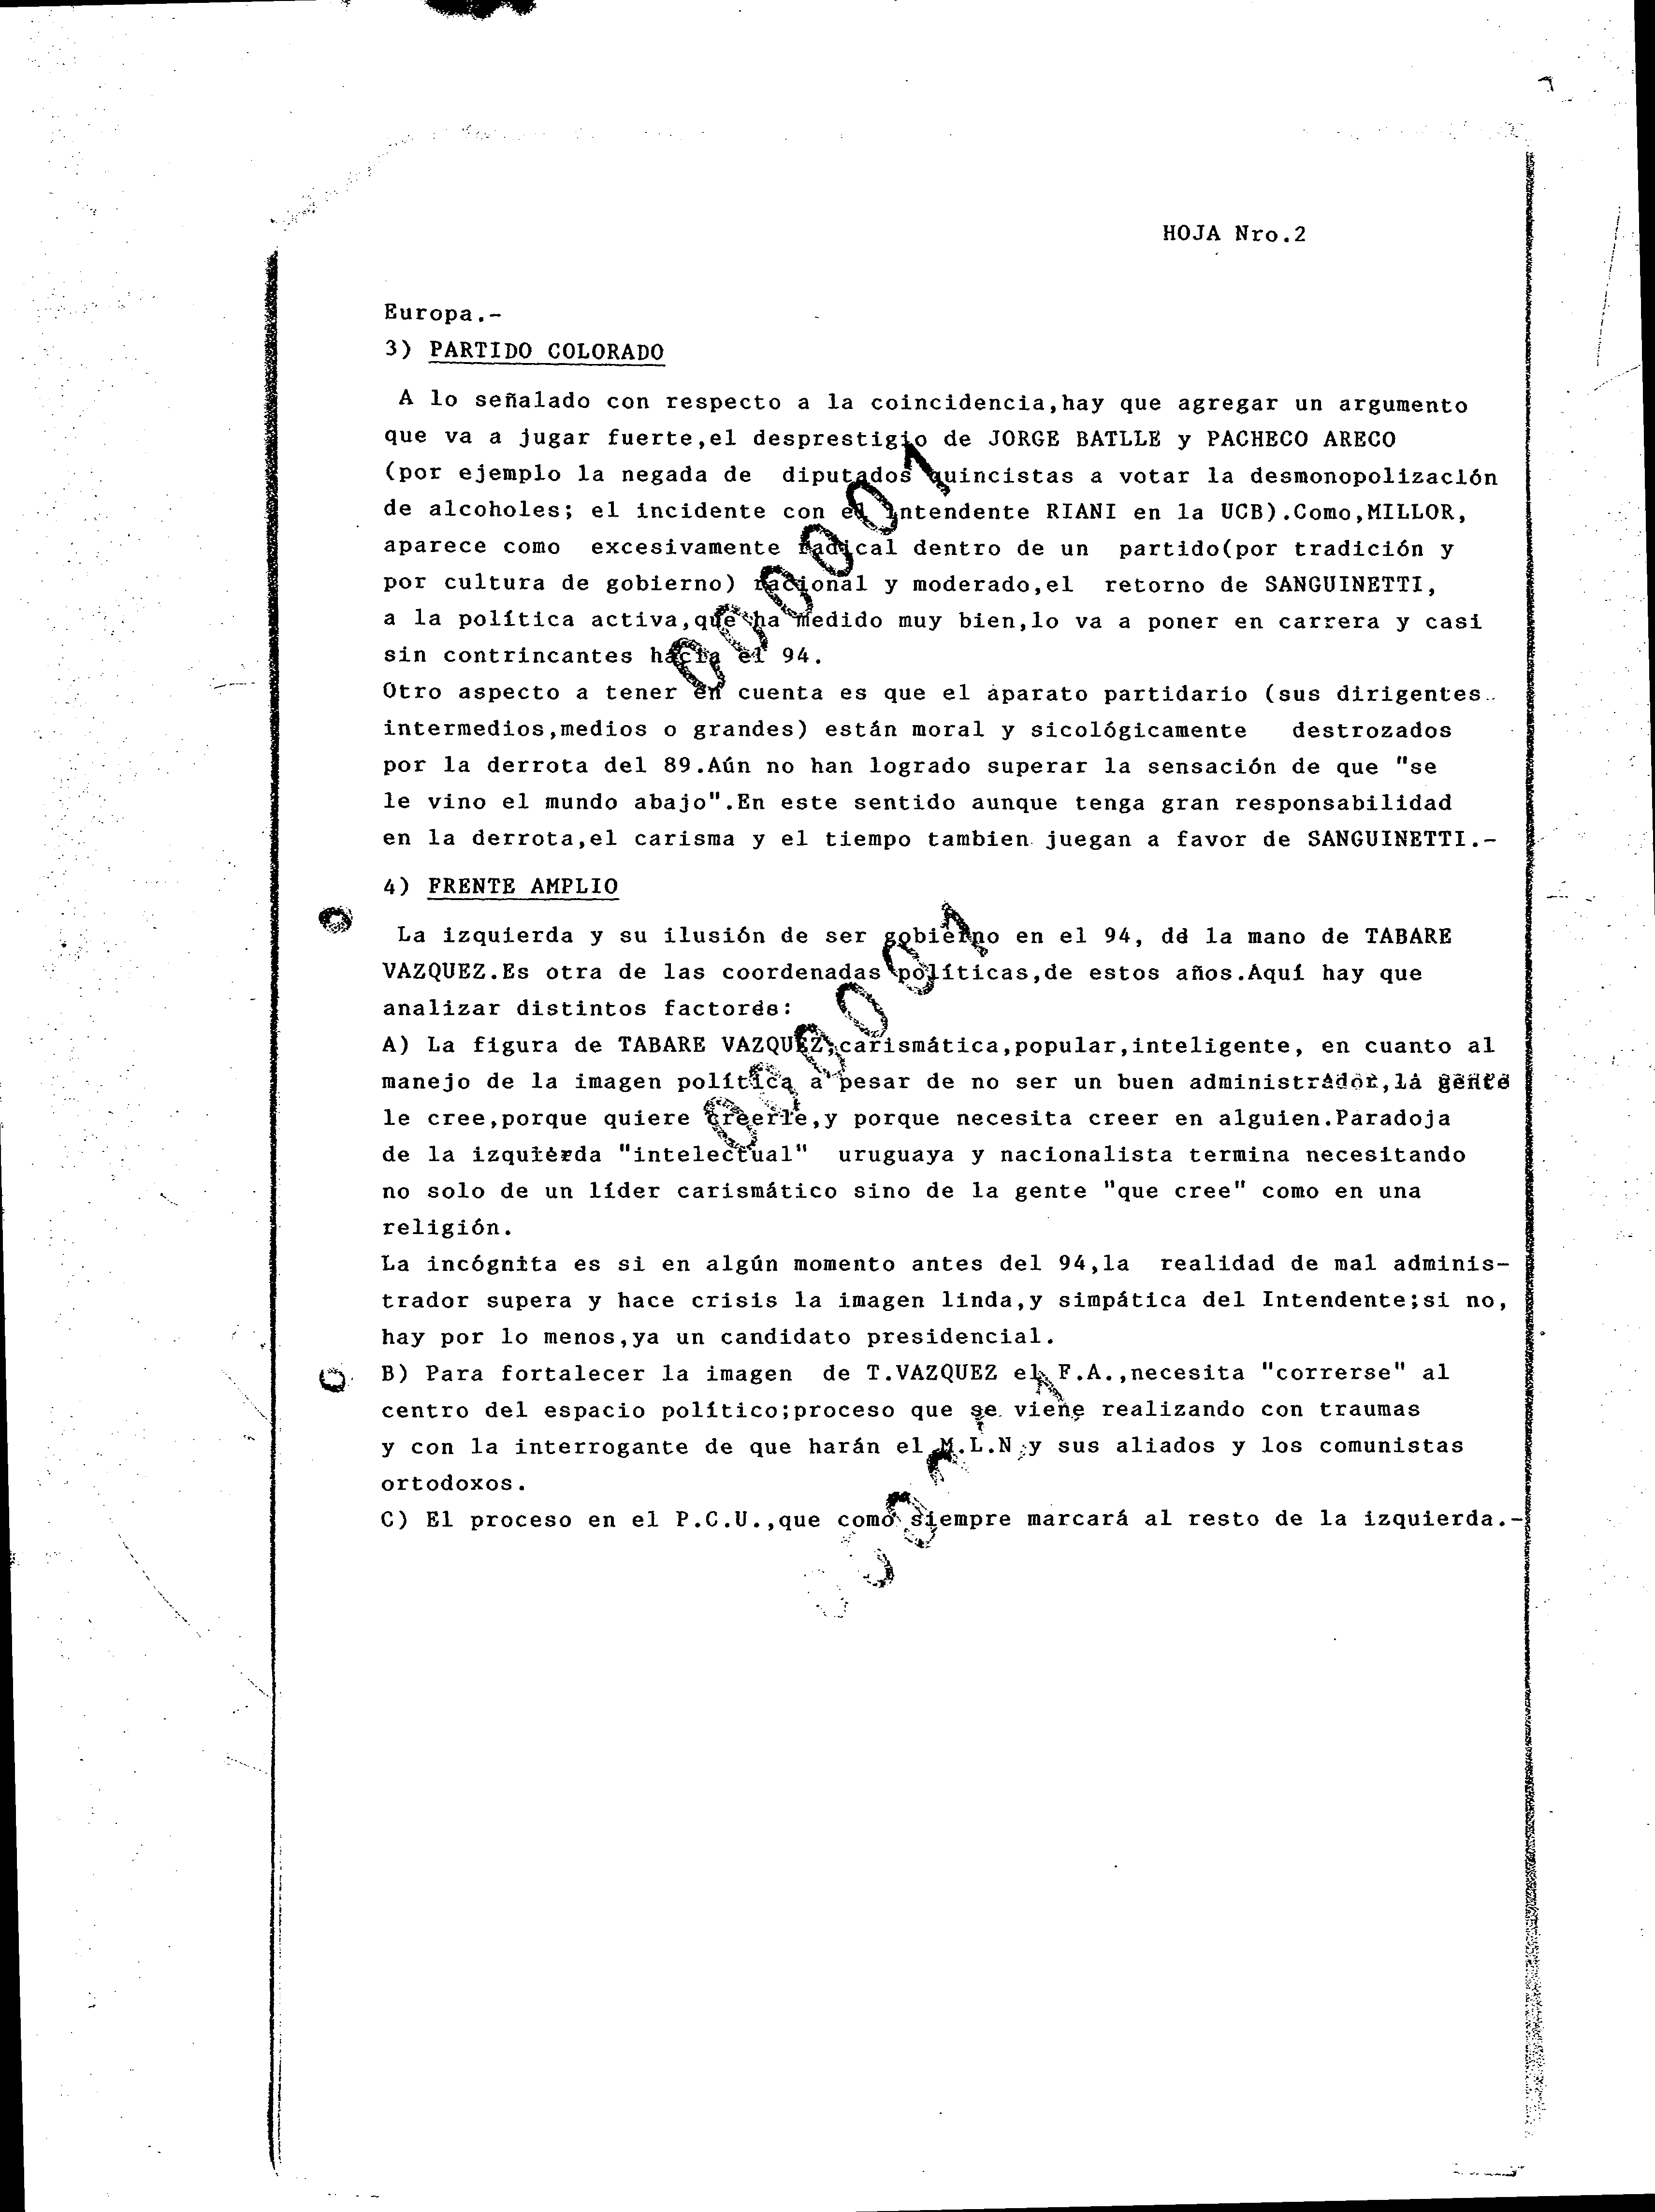 HOJA Nro.2
Europa.-
3) PARTIDO COLORADO
A lo señalado con respecto a la coincidencia,hay que agregar un argumento
que va a jugar fuerte,el desprestigio de JORGE BATLLE y PACHECO ARECO
(por ejemplo la negada de diputados quincistas a votar la desmonopolización
de alcoholes; el incidente con el Intendente RIANI en la UCB).Como,MILLOR,
aparece como excesivamente radical dentro de un partido(por tradición y
por cultura de gobierno) racional y moderado,el retorno de SANGUINETTI,
a la política activa,que ha medido muy bien,lo va a poner en carrera y casi
sin contrincantes hacia el 94.
Otro aspecto a tener en cuenta es que el aparato partidario (sus dirigentes
intermedios,medios o grandes) están moral y sicológicamente destrozados
por la derrota del 89.Aún no han logrado superar la sensación de que "se
le vino el mundo abajo".En este sentido aunque tenga gran responsabilidad
en la derrota,el carisma y el tiempo tambien juegan a favor de SANGUINETTI.-
4) FRENTE AMPLIO
La izquierda y su ilusión de ser gobierno en el 94, de la mano de TABARE
VAZQUEZ.Es otra de las coordenadas políticas,de estos años.Aquí hay que
analizar distintos factores:
A) La figura de TABARE VAZQUEZ,carismática,popular,inteligente, en cuanto al
manejo de la imagen política a pesar de no ser un buen administrador,la gente
le cree,porque quiere creerle,y porque necesita creer en alguien.Paradoja
de la izquierda "intelectual" uruguaya y nacionalista termina necesitando
no solo de un líder carismático sino de la gente "que cree" como en una
religión.
La incógnita es si en algún momento antes del 94,la realidad de mal adminis-
trador supera y hace crisis la imagen linda,y simpática del Intendente;si no,
hay por lo menos,ya un candidato presidencial.
B) Para fortalecer la imagen de T.VAZQUEZ el F.A.,necesita "correrse" al
centro del espacio político;proceso que se viene realizando con traumas
y con la interrogante de que harán el M.L.N y sus aliados y los comunistas
ortodoxos.
C) El proceso en el P.C.U.,que como siempre marcará al resto de la izquierda.-
000001
000001